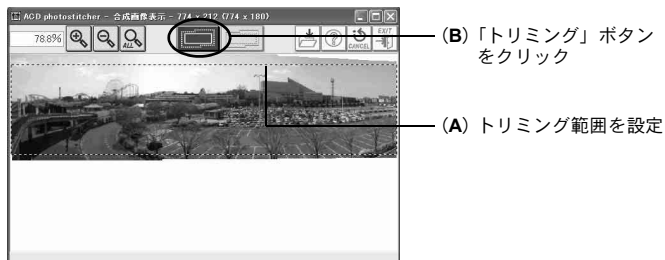 ACD photostitcher - 合成画像表示 - 774 x 212 (774 x 180)
78.8%
ALL
CANCEL
EXIT
(B)「トリミング」ボタン
をクリック
(A) トリミング範囲を設定